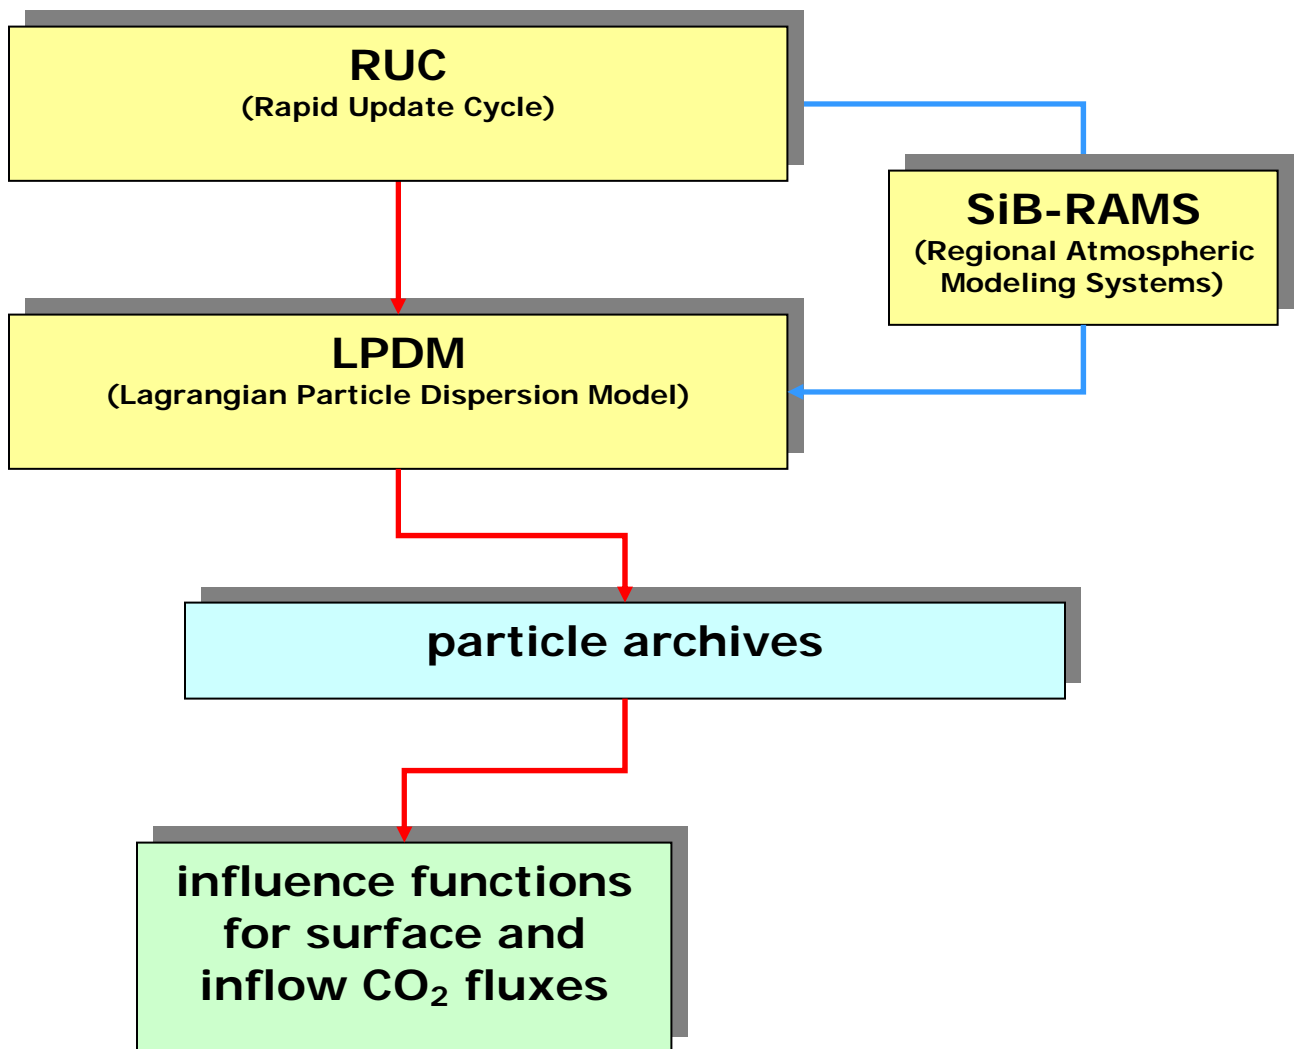 RUC
(Rapid Update Cycle)
SiB-RAMS
(Regional Atmospheric
Modeling Systems)
LPDM
(Lagrangian Particle Dispersion Model)
particle archives
influence functions
for surface and
inflow CO₂ fluxes